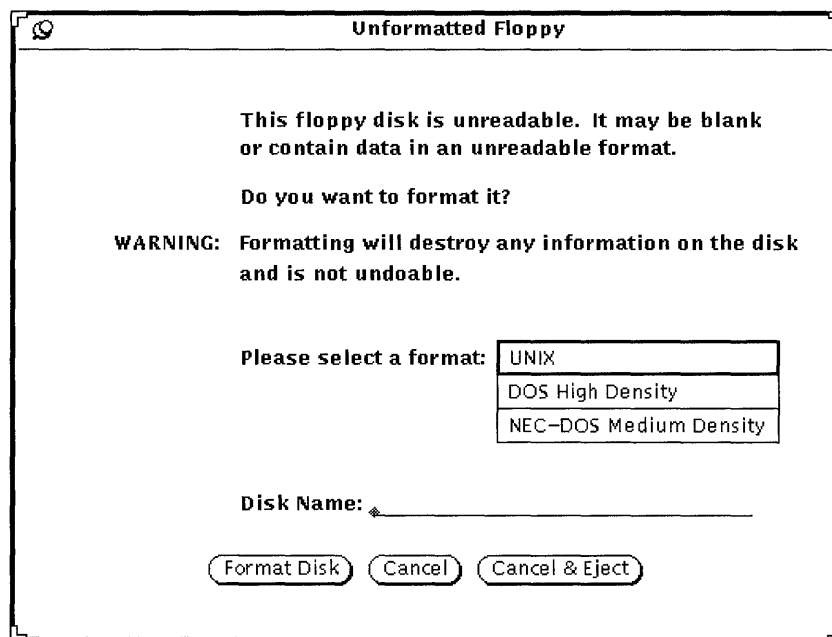 Unformatted Floppy
This floppy disk is unreadable. It may be blank
or contain data in an unreadable format.
Do you want to format it?
WARNING: Formatting will destroy any information on the disk
and is not undoable.
Please select a format: UNIX
DOS High Density
NEC-DOS Medium Density
Disk Name:
Format Disk Cancel Cancel & Eject